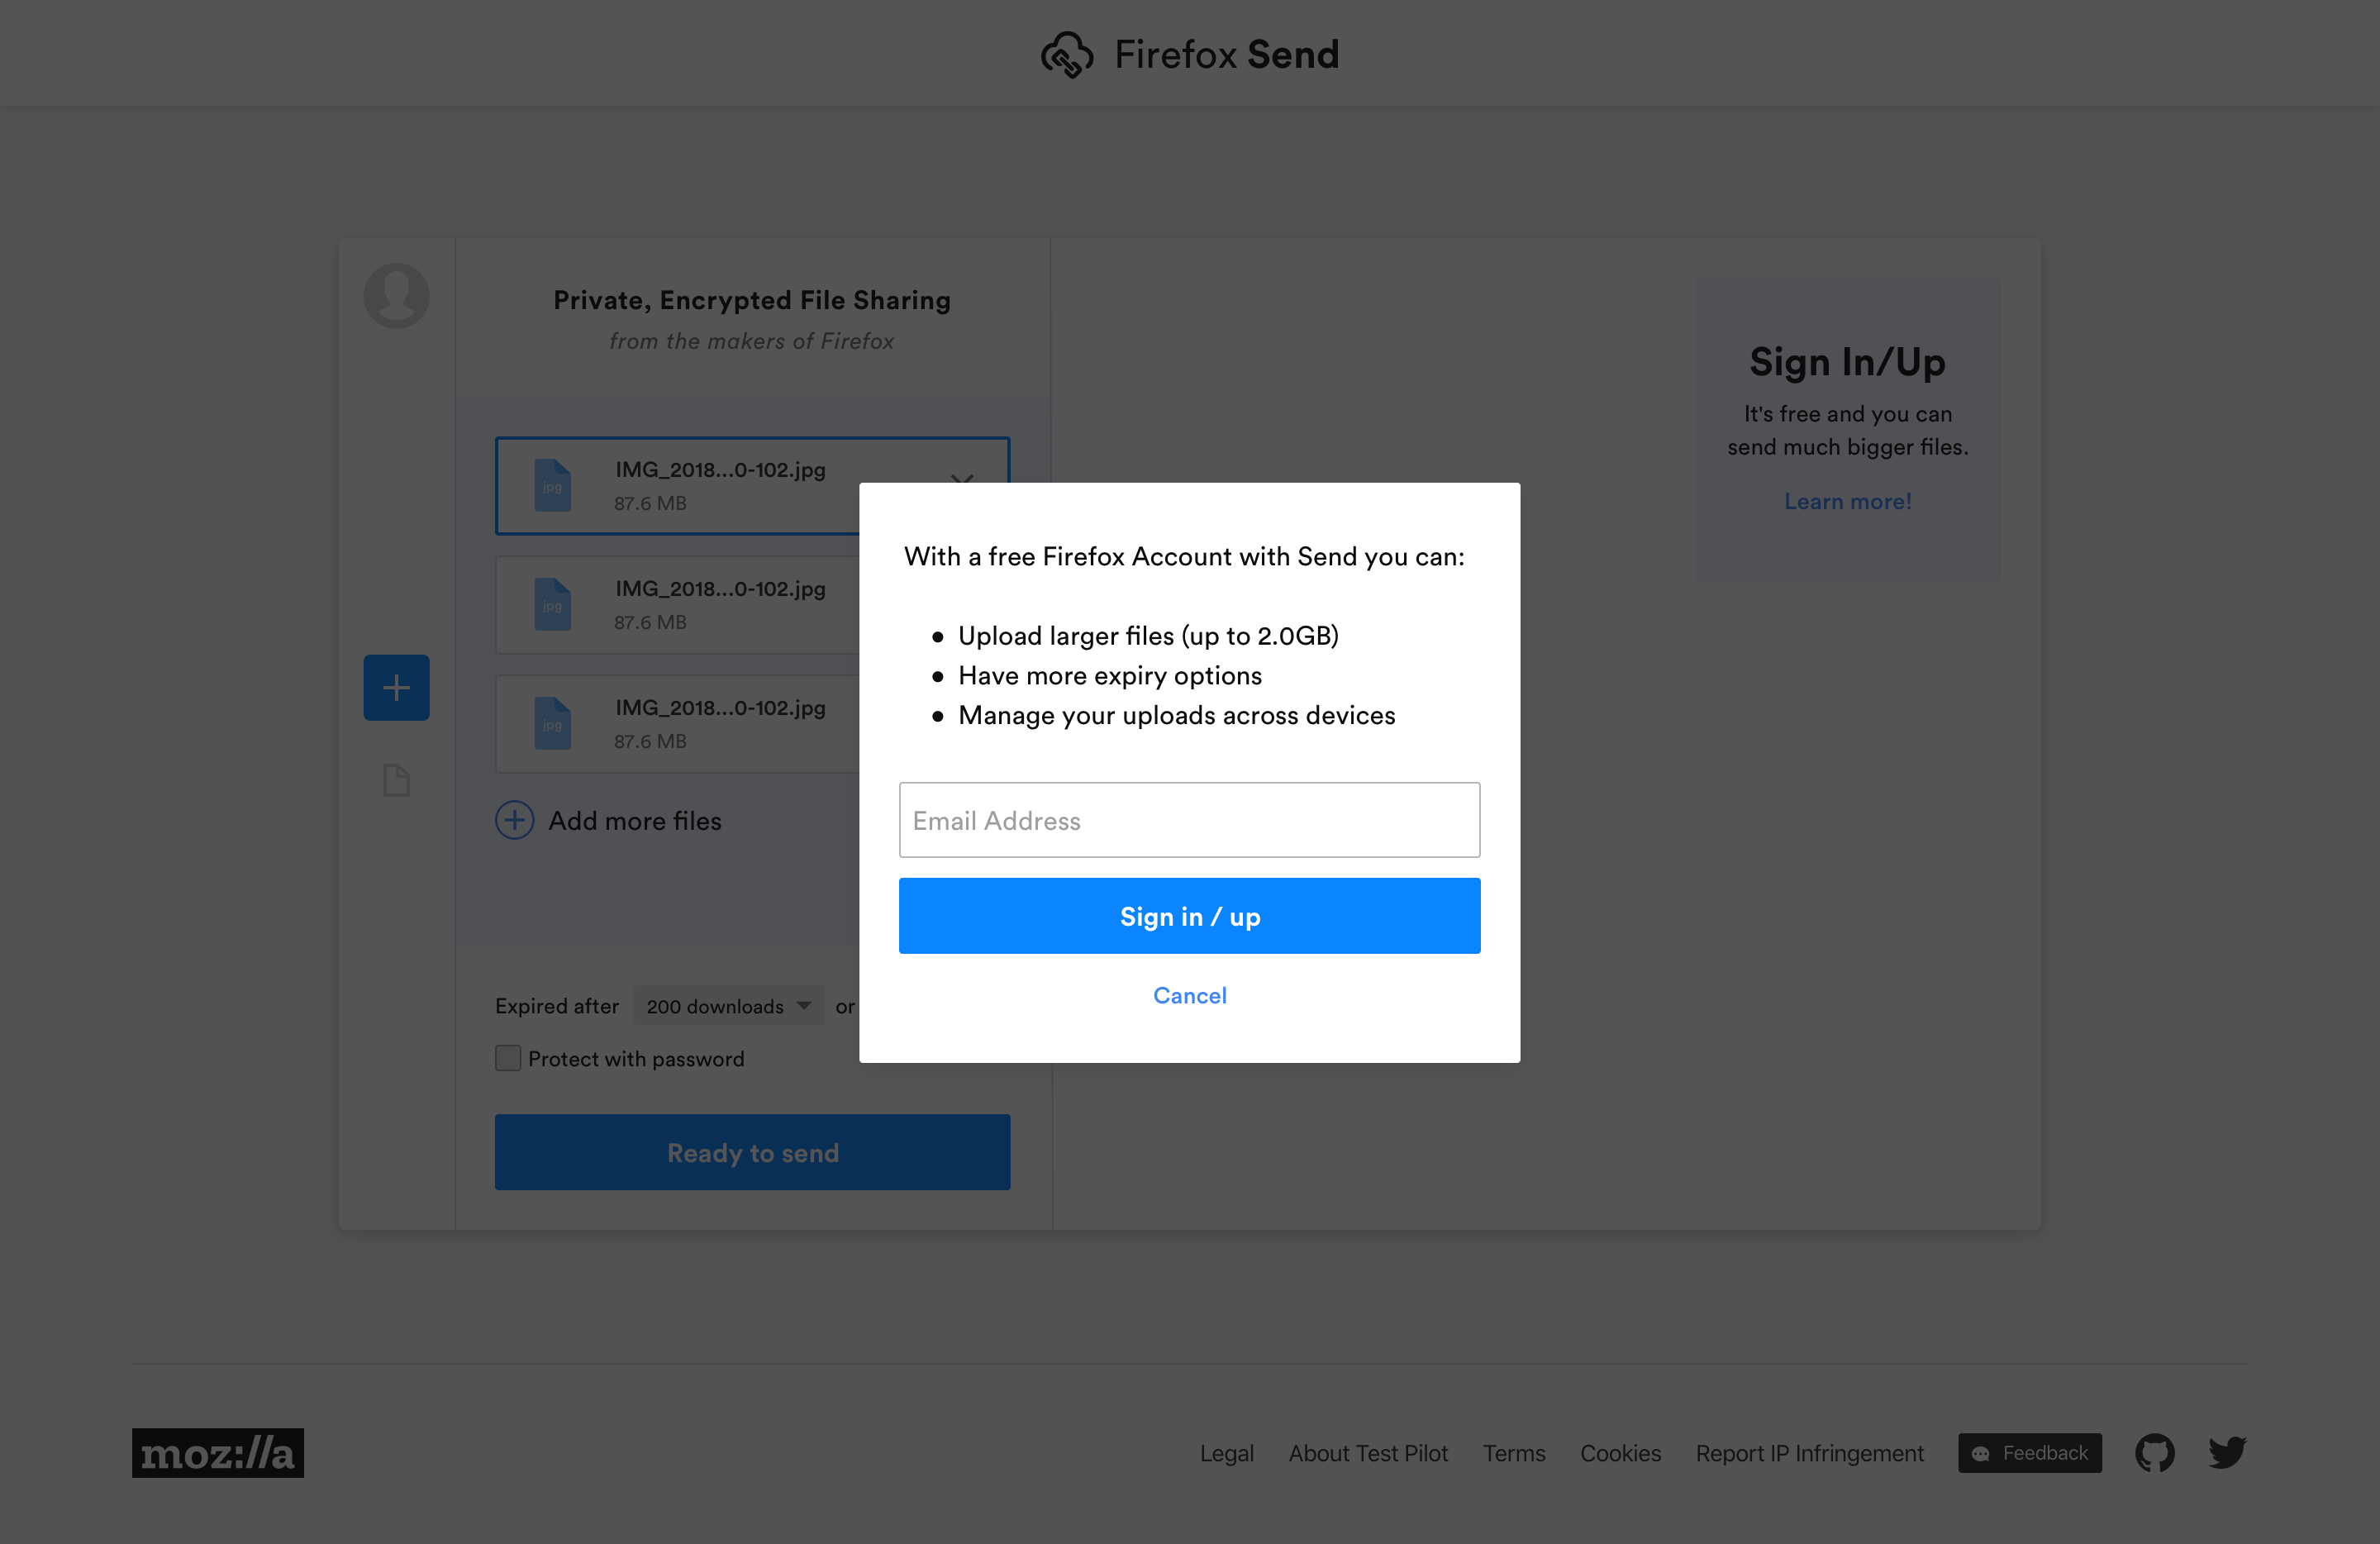 Firefox Send
Private, Encrypted File Sharing
from the makers of Firefox
jpg
IMG_2018...0-102.jpg
87.6 MB
jpg
IMG_2018...0-102.jpg
87.6 MB
jpg
IMG_2018...0-102.jpg
87.6 MB
Add more files
Expired after 200 downloads or
Protect with password
Ready to send
With a free Firefox Account with Send you can:
Upload larger files (up to 2.0GB)
Have more expiry options
Manage your uploads across devices
Email Address
Sign in / up
Cancel
Sign In/Up
It's free and you can
send much bigger files.
Learn more!
moz://a
Legal About Test Pilot Terms Cookies Report IP Infringement Feedback